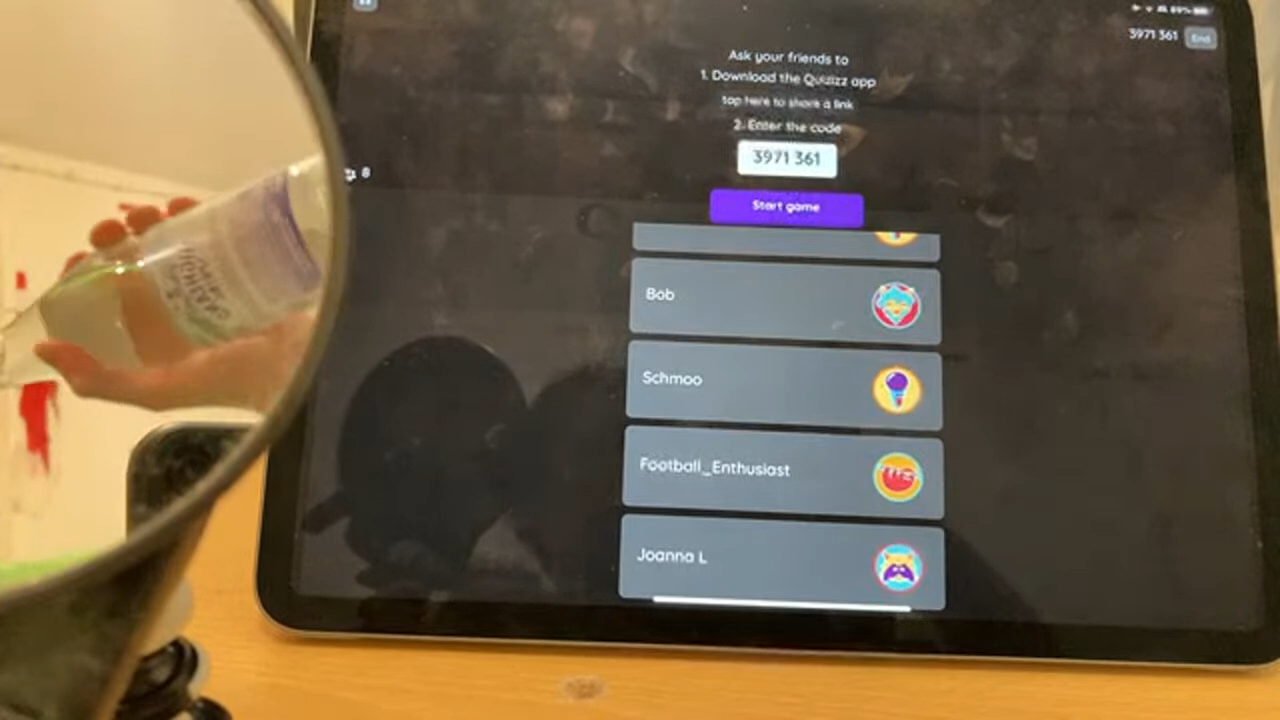 3971 361 End
Ask your friends to
1. Download the Quizizz app
tap here to share a link
2. Enter the code
3971 361
8
Start game
Bob
Schmoo
Football_Enthusiast
Joanna L